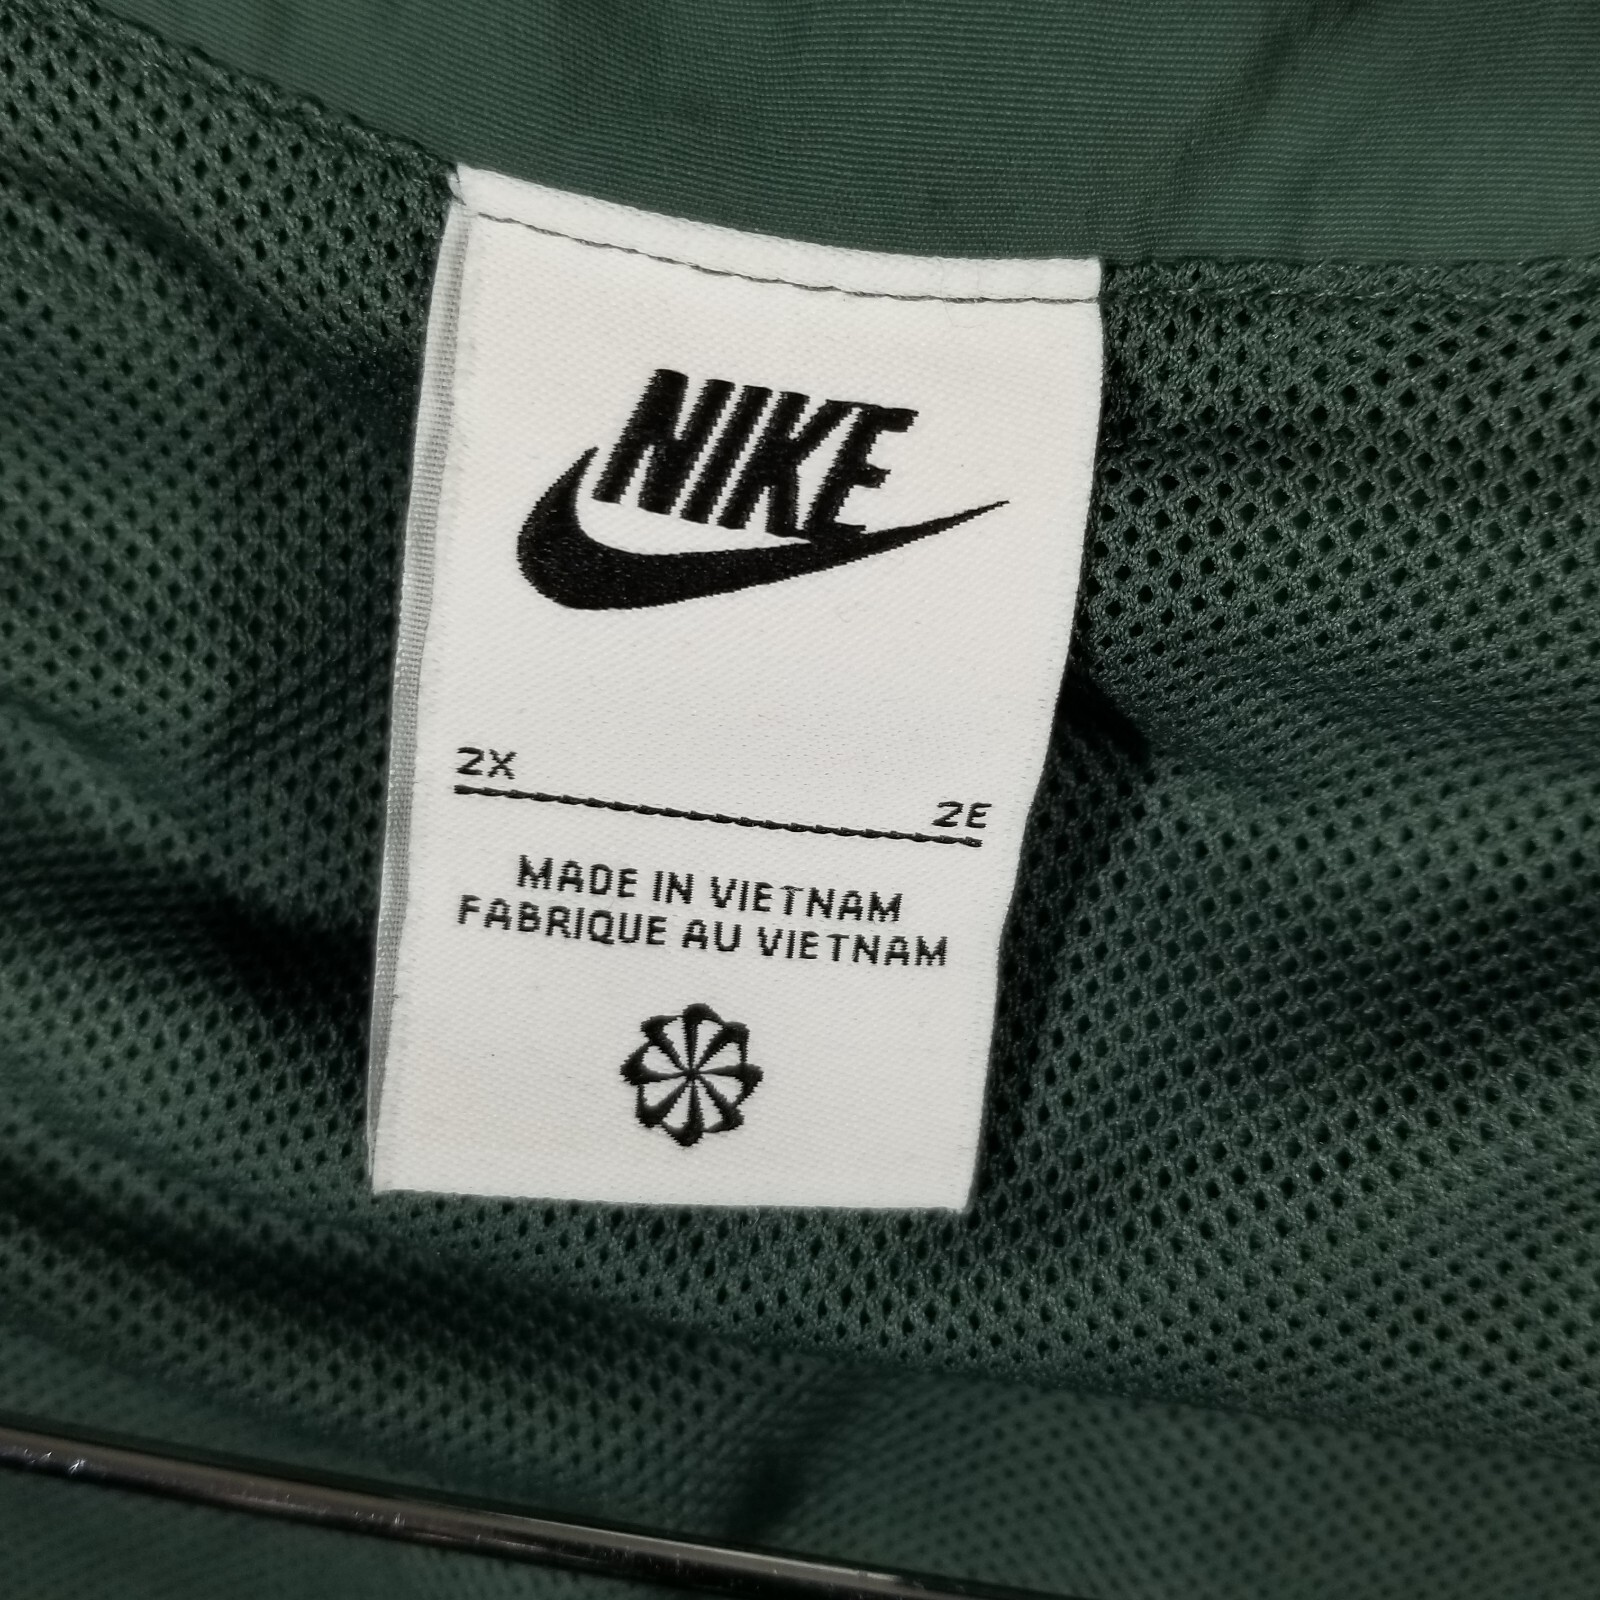 NIKE
2X
2E
MADE IN VIETNAM
FABRIQUE AU VIETNAM